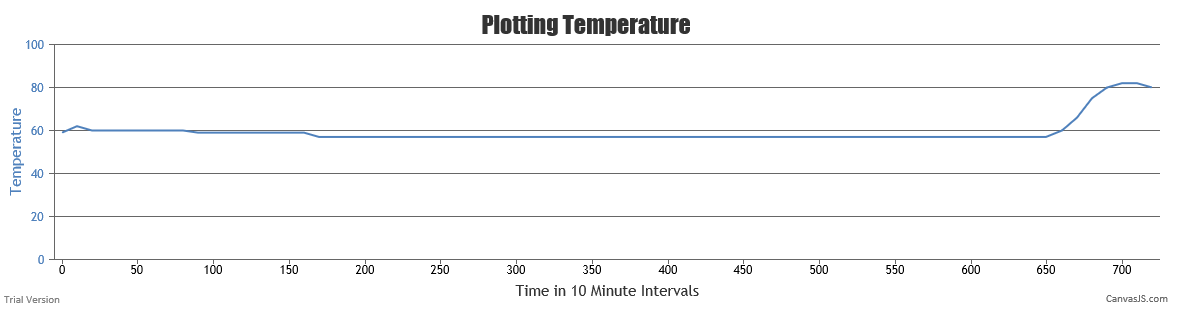 Plotting Temperature
100
80
60
40
20
0
Temperature
0 50 100 150 200 250 300 350 400 450 500 550 600 650 700
Time in 10 Minute Intervals
Trial Version
CanvasJS.com